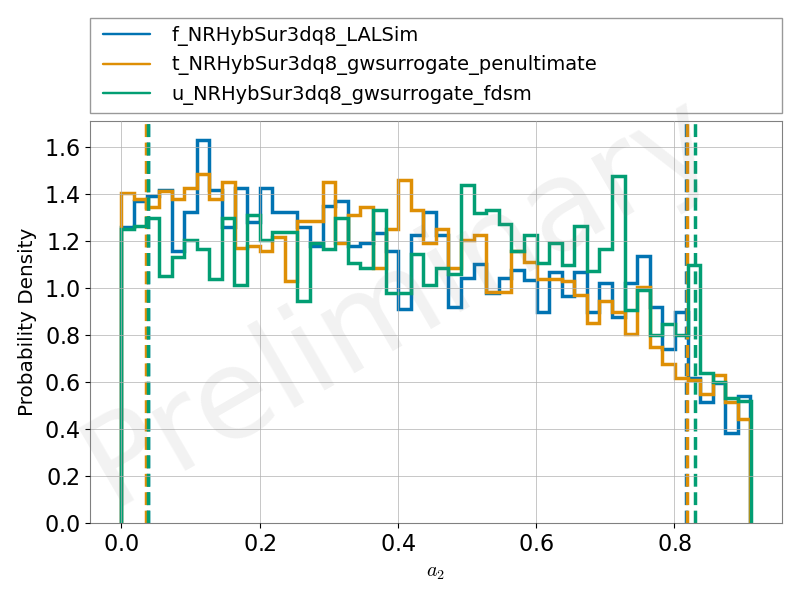 f_NRHybSur3dq8_LALSim
t_NRHybSur3dq8_gwsurrogate_penultimate
u_NRHybSur3dq8_gwsurrogate_fdsm
Preliminary
Probability Density
1.6
1.4
1.2
1.0
0.8
0.6
0.4
0.2
0.0
0.0 0.2 0.4 0.6 0.8
a₂